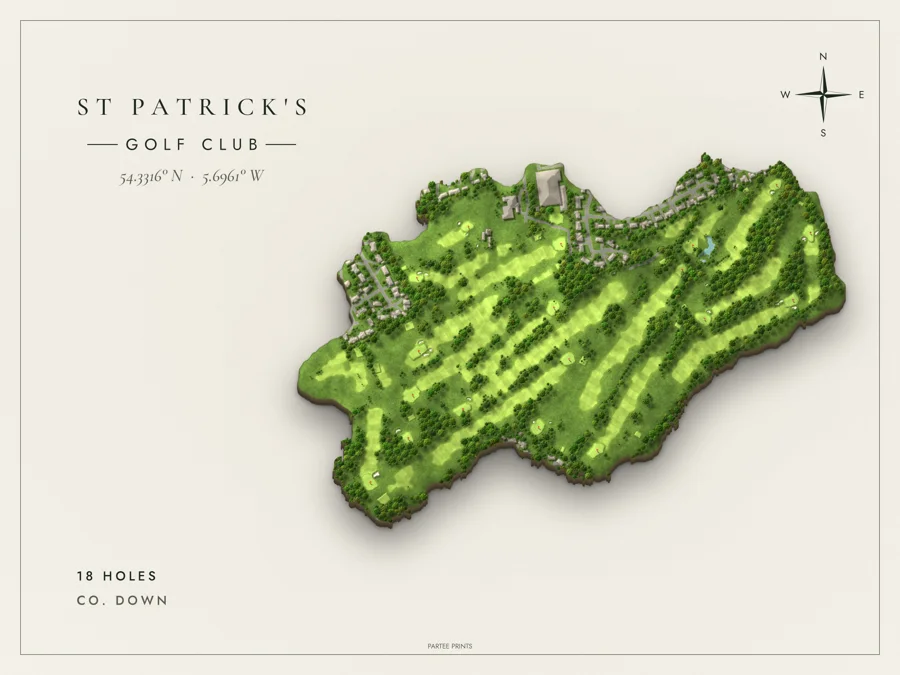 ST PATRICK'S
GOLF CLUB
54.3316° N · 5.6961° W
N
W E
S
18 HOLES
CO. DOWN
PARTEE PRINTS